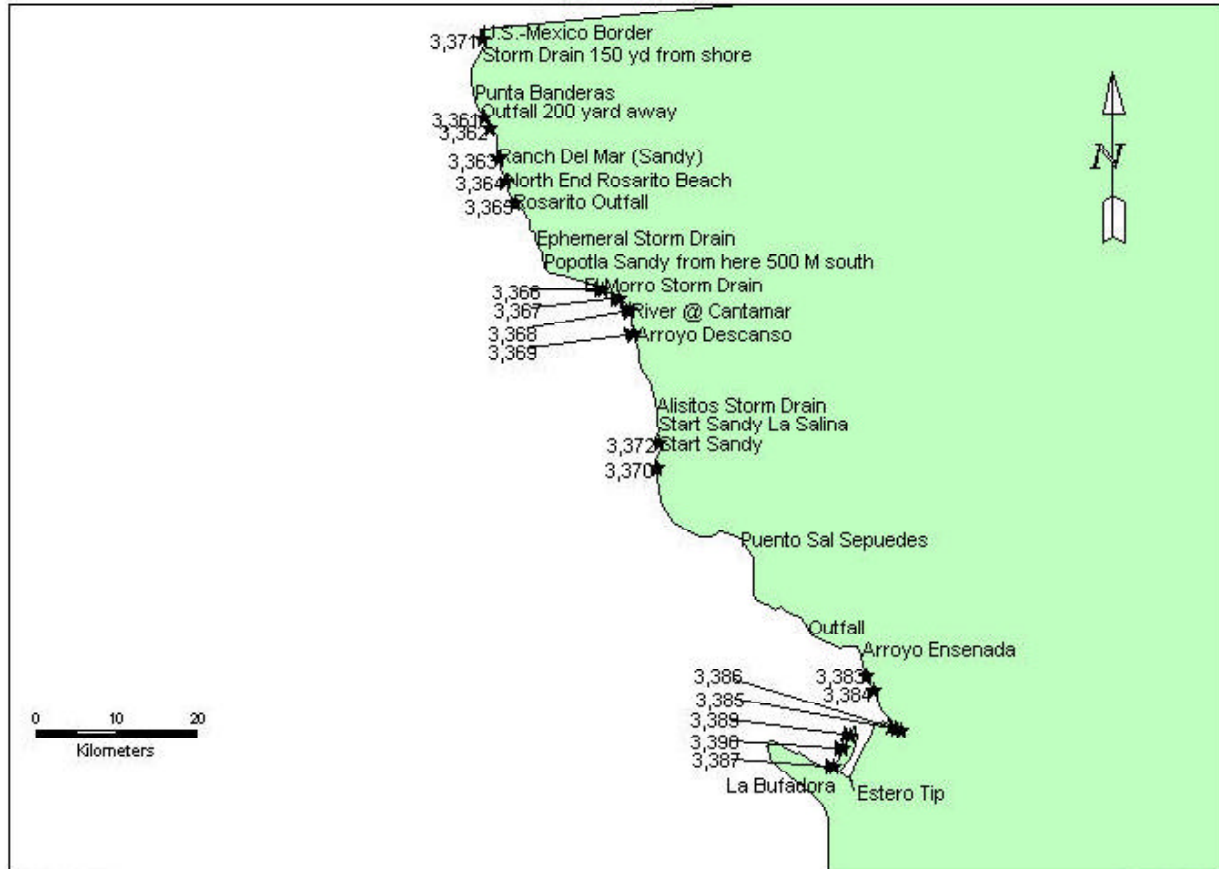 U.S.-Mexico Border
3,371
Storm Drain 150 yd from shore
Punta Banderas
Outfall 200 yard away
3,361
3,362
Ranch Del Mar (Sandy)
3,363
North End Rosarito Beach
3,364
Rosarito Outfall
3,365
Ephemeral Storm Drain
Popotla Sandy from here 500 M south
El Morro Storm Drain
3,366
3,367
River @ Cantamar
3,368
Arroyo Descanso
3,369
Alisitos Storm Drain
Start Sandy La Salina
3,372
Start Sandy
3,370
Puento Sal Sepuedes
Outfall
Arroyo Ensenada
3,386
3,383
3,385
3,384
3,389
3,390
3,387
La Bufadora
Estero Tip
N
0 10 20
Kilometers